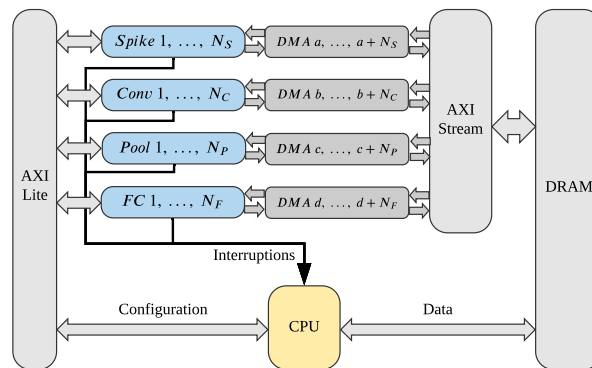 Spike 1, …, N_S
DMA a, …, a + N_S
Conv 1, …, N_C
DMA b, …, b + N_C
AXI
Stream
Pool 1, …, N_P
DMA c, …, c + N_P
AXI
Lite
DRAM
FC 1, …, N_F
DMA d, …, d + N_F
Interruptions
Configuration
CPU
Data